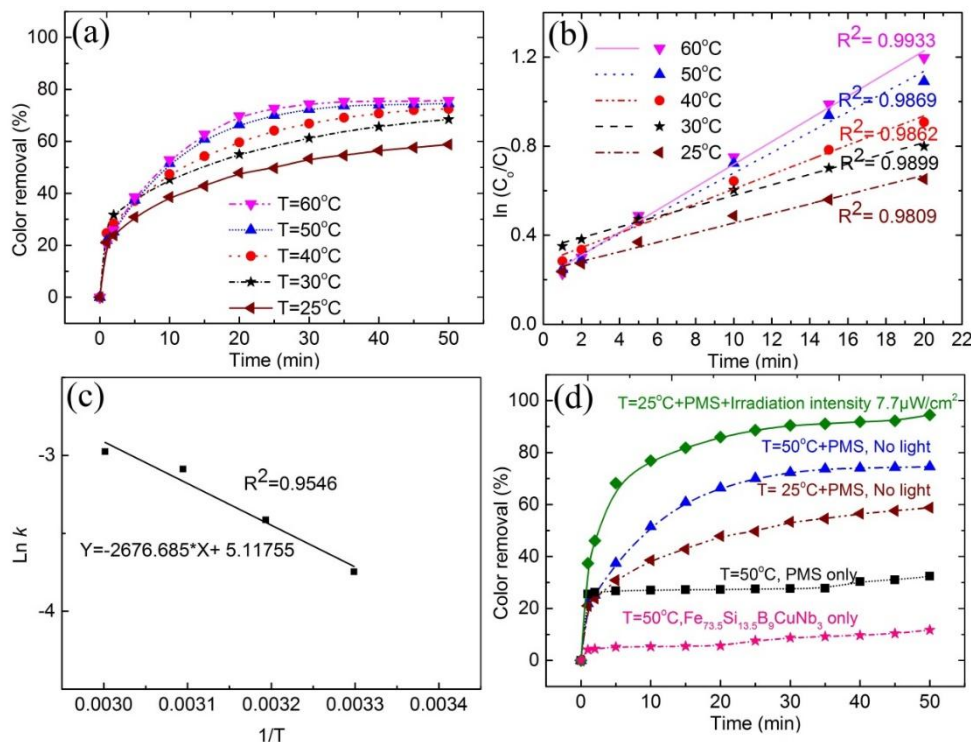 (a)
100
80
60
40
20
0
Color removal (%)
T=60°C
T=50°C
T=40°C
T=30°C
T=25°C
0 10 20 30 40 50
Time (min)
(b)
1.2
0.8
0.4
0.0
ln (Co/C)
60°C
50°C
40°C
30°C
25°C
R²= 0.9933
R²= 0.9869
R²= 0.9862
R²= 0.9899
R²= 0.9809
0 2 4 6 8 10 12 14 16 18 20 22
Time (min)
(c)
-3
-4
Ln k
R²=0.9546
Y=-2676.685*X+ 5.11755
0.0030 0.0031 0.0032 0.0033 0.0034
1/T
(d)
100
80
60
40
20
0
Color removal (%)
T=25°C+PMS+Irradiation intensity 7.7μW/cm²
T=50°C+PMS, No light
T= 25°C+PMS, No light
T=50°C, PMS only
T=50°C,Fe73.5Si13.5B9CuNb3 only
0 10 20 30 40 50
Time (min)